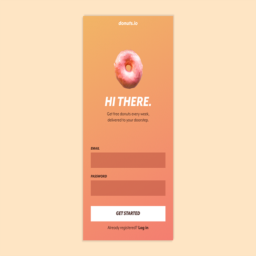 donuts.io
HI THERE.
Get free donuts every week,
delivered to your doorstep.
EMAIL
PASSWORD
GET STARTED
Already registered? Log in